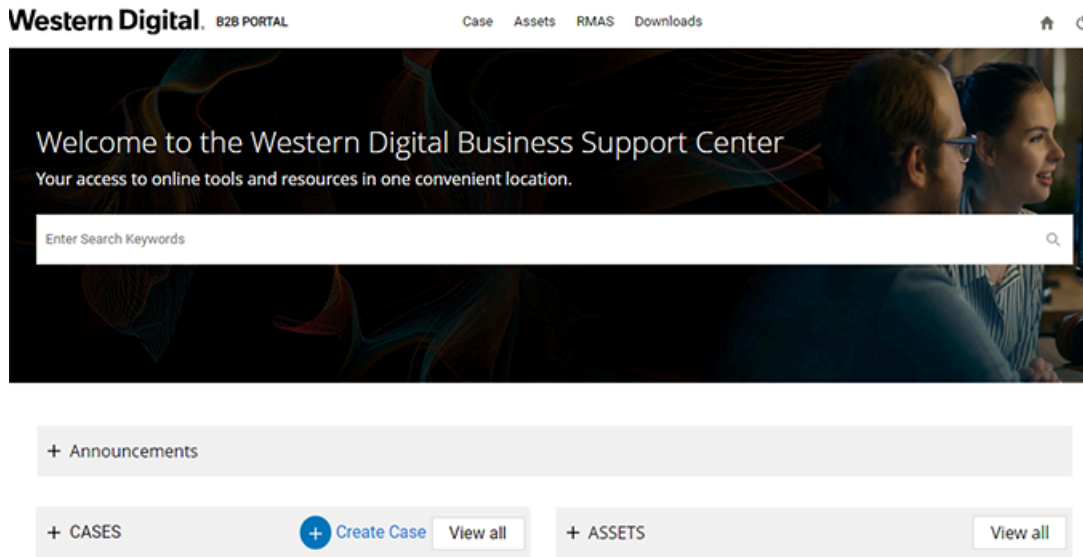 Western Digital. B2B PORTAL Case Assets RMAS Downloads
Welcome to the Western Digital Business Support Center
Your access to online tools and resources in one convenient location.
Enter Search Keywords
+ Announcements
+ CASES + Create Case View all + ASSETS View all